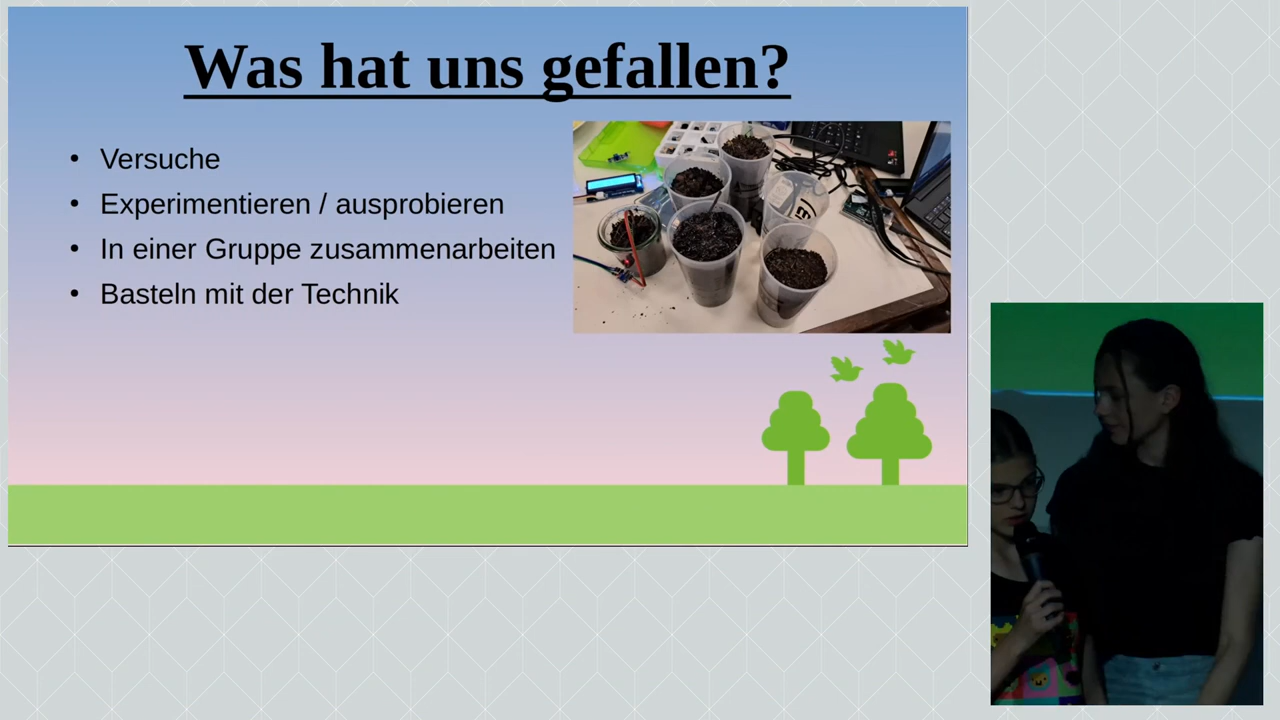 Was hat uns gefallen?
• Versuche
• Experimentieren / ausprobieren
• In einer Gruppe zusammenarbeiten
• Basteln mit der Technik